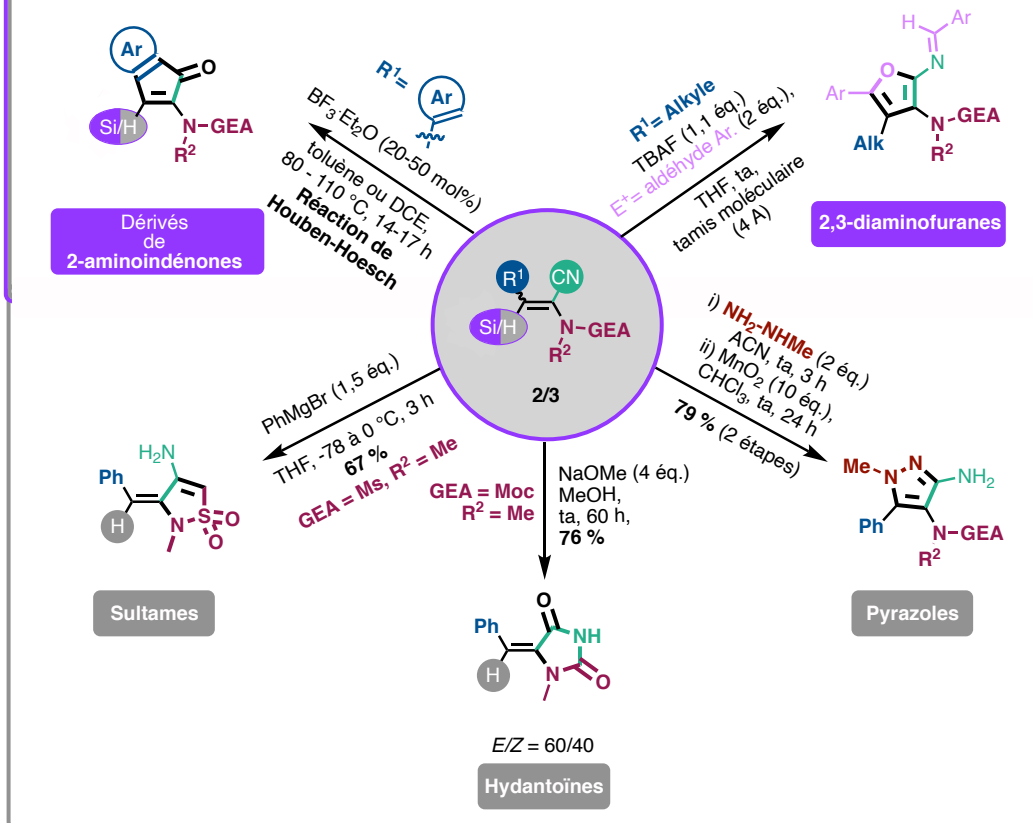 Ar
O
Si/H
N–GEA
R²
Dérivés
de
2-aminoindénones
R¹=
Ar
BF₃·Et₂O (20-50 mol%)
toluène ou DCE,
80 - 110 °C, 14-17 h
Réaction de
Houben-Hoesch
R¹= Alkyle
TBAF (1,1 éq.)
E⁺= aldéhyde Ar. (2 éq.),
THF, ta,
tamis moléculaire
(4 A)
H
Ar
N
O
Ar
N–GEA
Alk
R²
2,3-diaminofuranes
R¹
CN
Si/H
N–GEA
R²
2/3
PhMgBr (1,5 éq.)
THF, -78 à 0 °C, 3 h
67 %
GEA = Ms, R² = Me
H₂N
Ph
H
N
S
O
O
Sultames
GEA = Moc
R² = Me
NaOMe (4 éq.)
MeOH,
ta, 60 h,
76 %
O
Ph
NH
H
N
O
E/Z = 60/40
Hydantoïnes
i) NH₂-NHMe (2 éq.)
ACN, ta, 3 h
ii) MnO₂ (10 éq.),
CHCl₃, ta, 24 h
79 % (2 étapes)
Me
N
N
NH₂
Ph
N–GEA
R²
Pyrazoles